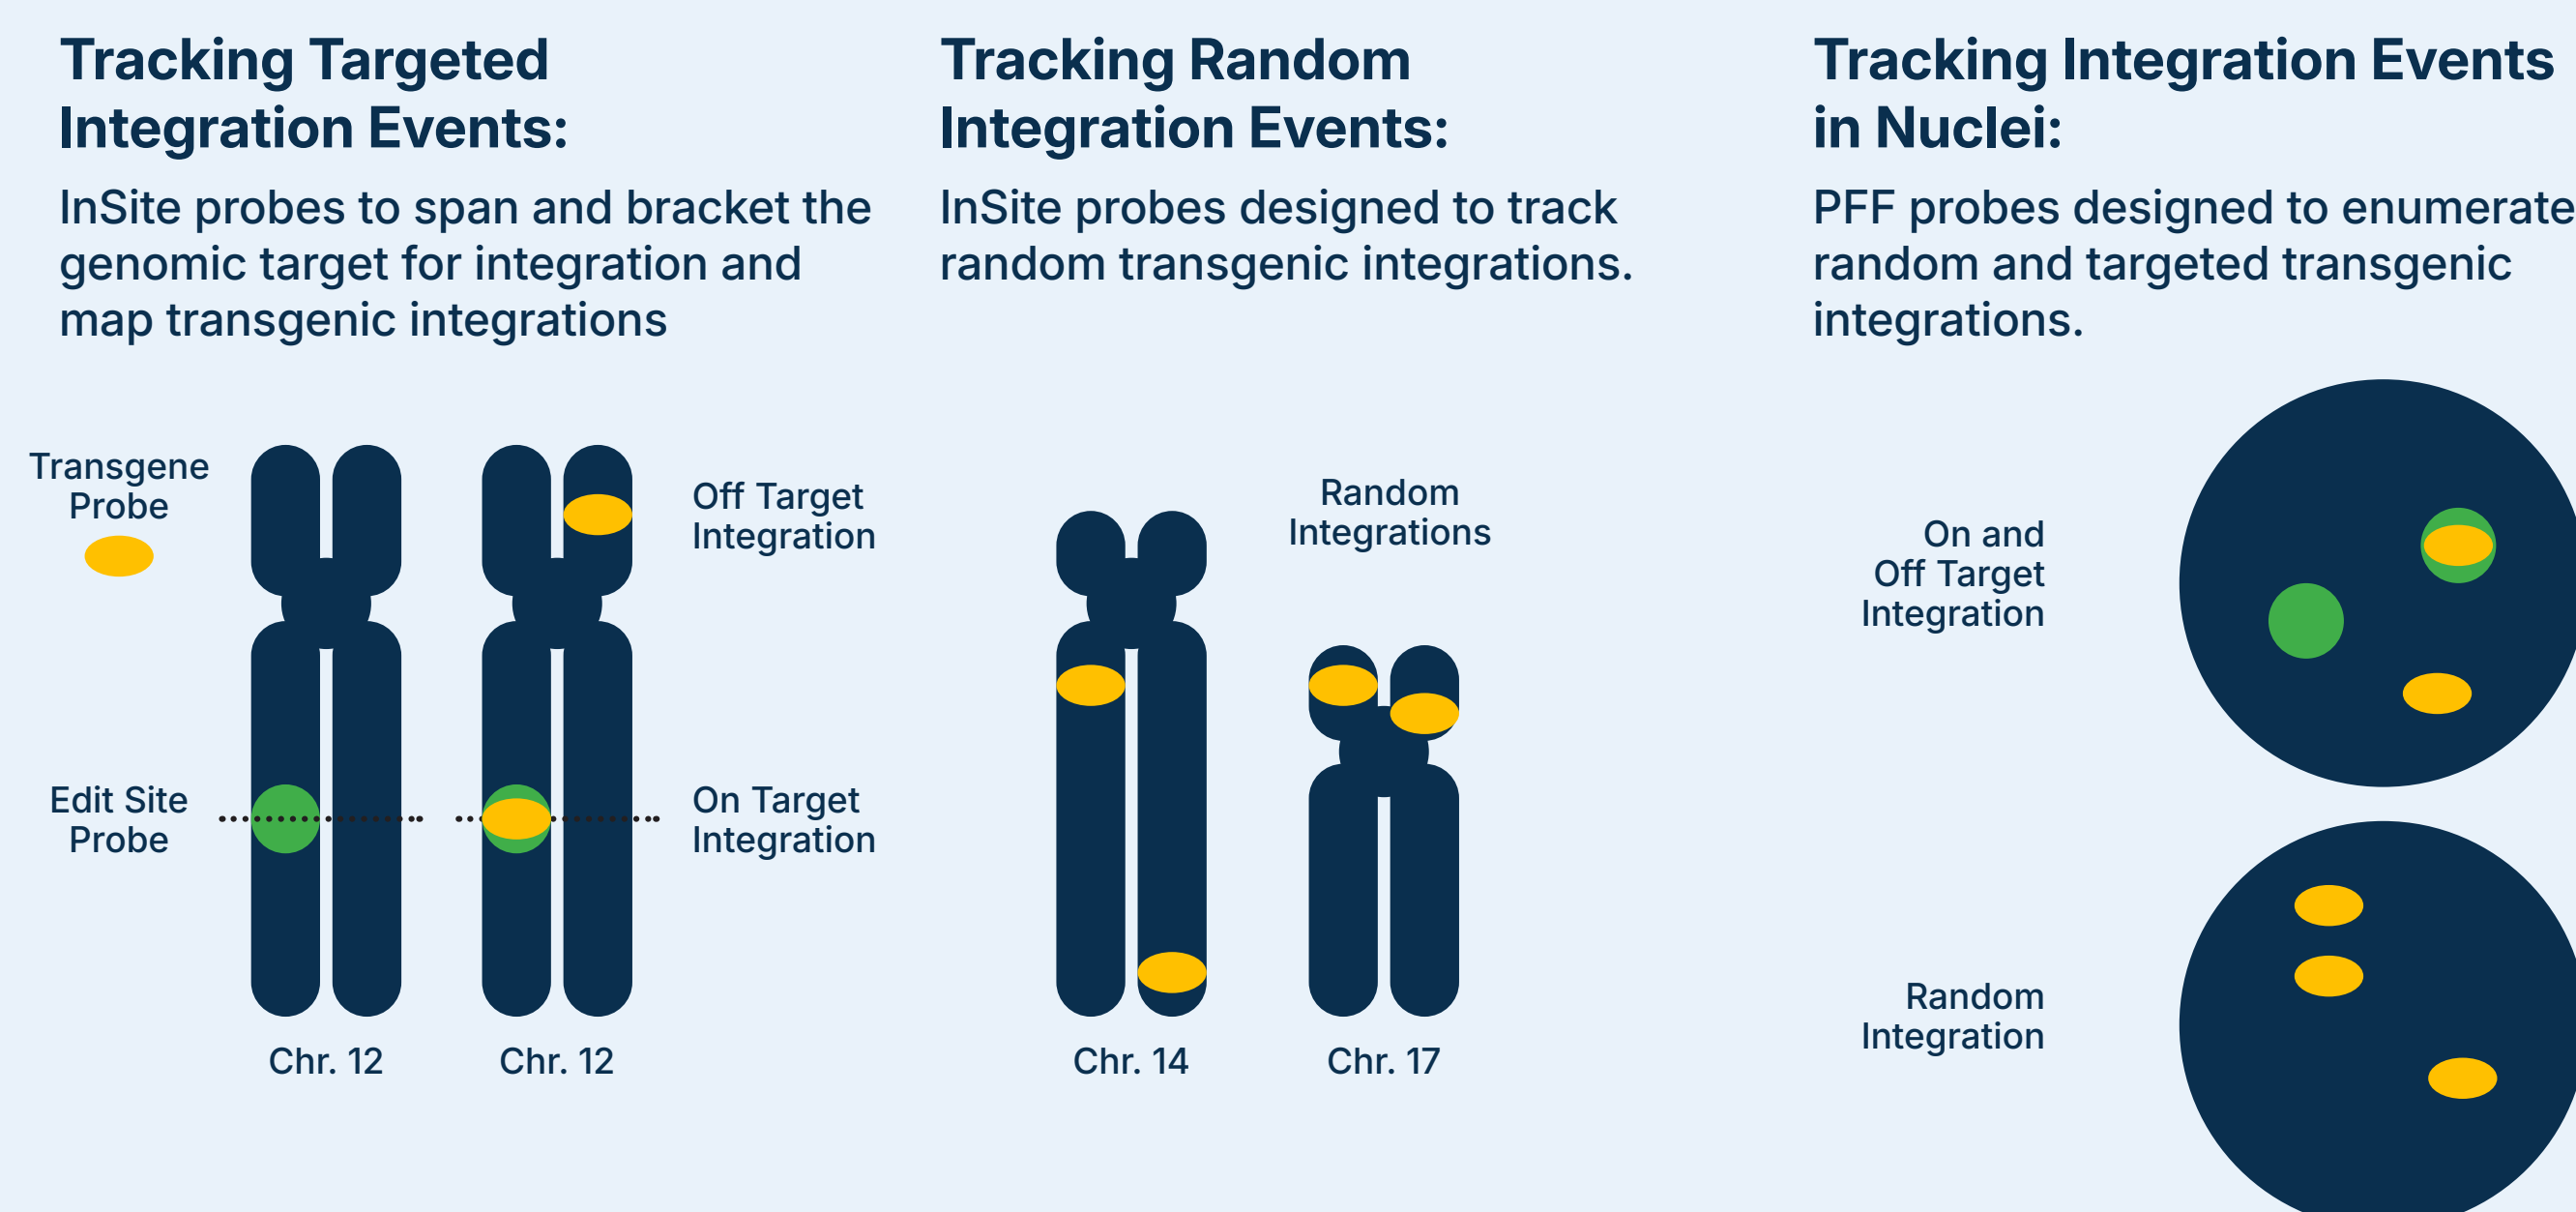 Tracking Targeted
Integration Events:
InSite probes to span and bracket the
genomic target for integration and
map transgenic integrations
Transgene
Probe
Off Target
Integration
Edit Site
Probe
On Target
Integration
Chr. 12
Chr. 12
Tracking Random
Integration Events:
InSite probes designed to track
random transgenic integrations.
Random
Integrations
Chr. 14
Chr. 17
Tracking Integration Events
in Nuclei:
PFF probes designed to enumerate
random and targeted transgenic
integrations.
On and
Off Target
Integration
Random
Integration